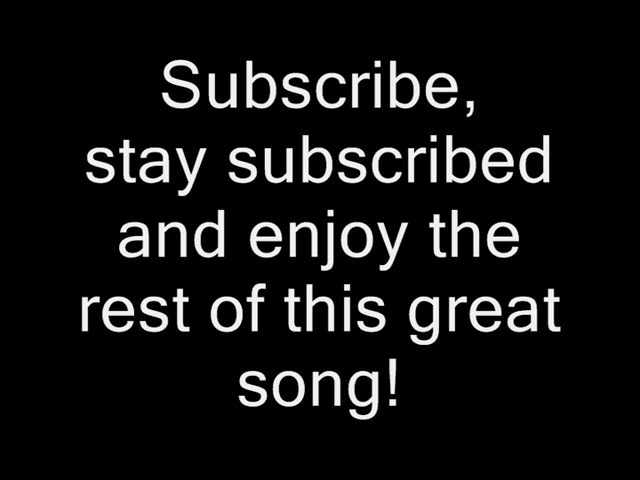 Subscribe,
stay subscribed
and enjoy the
rest of this great
song!